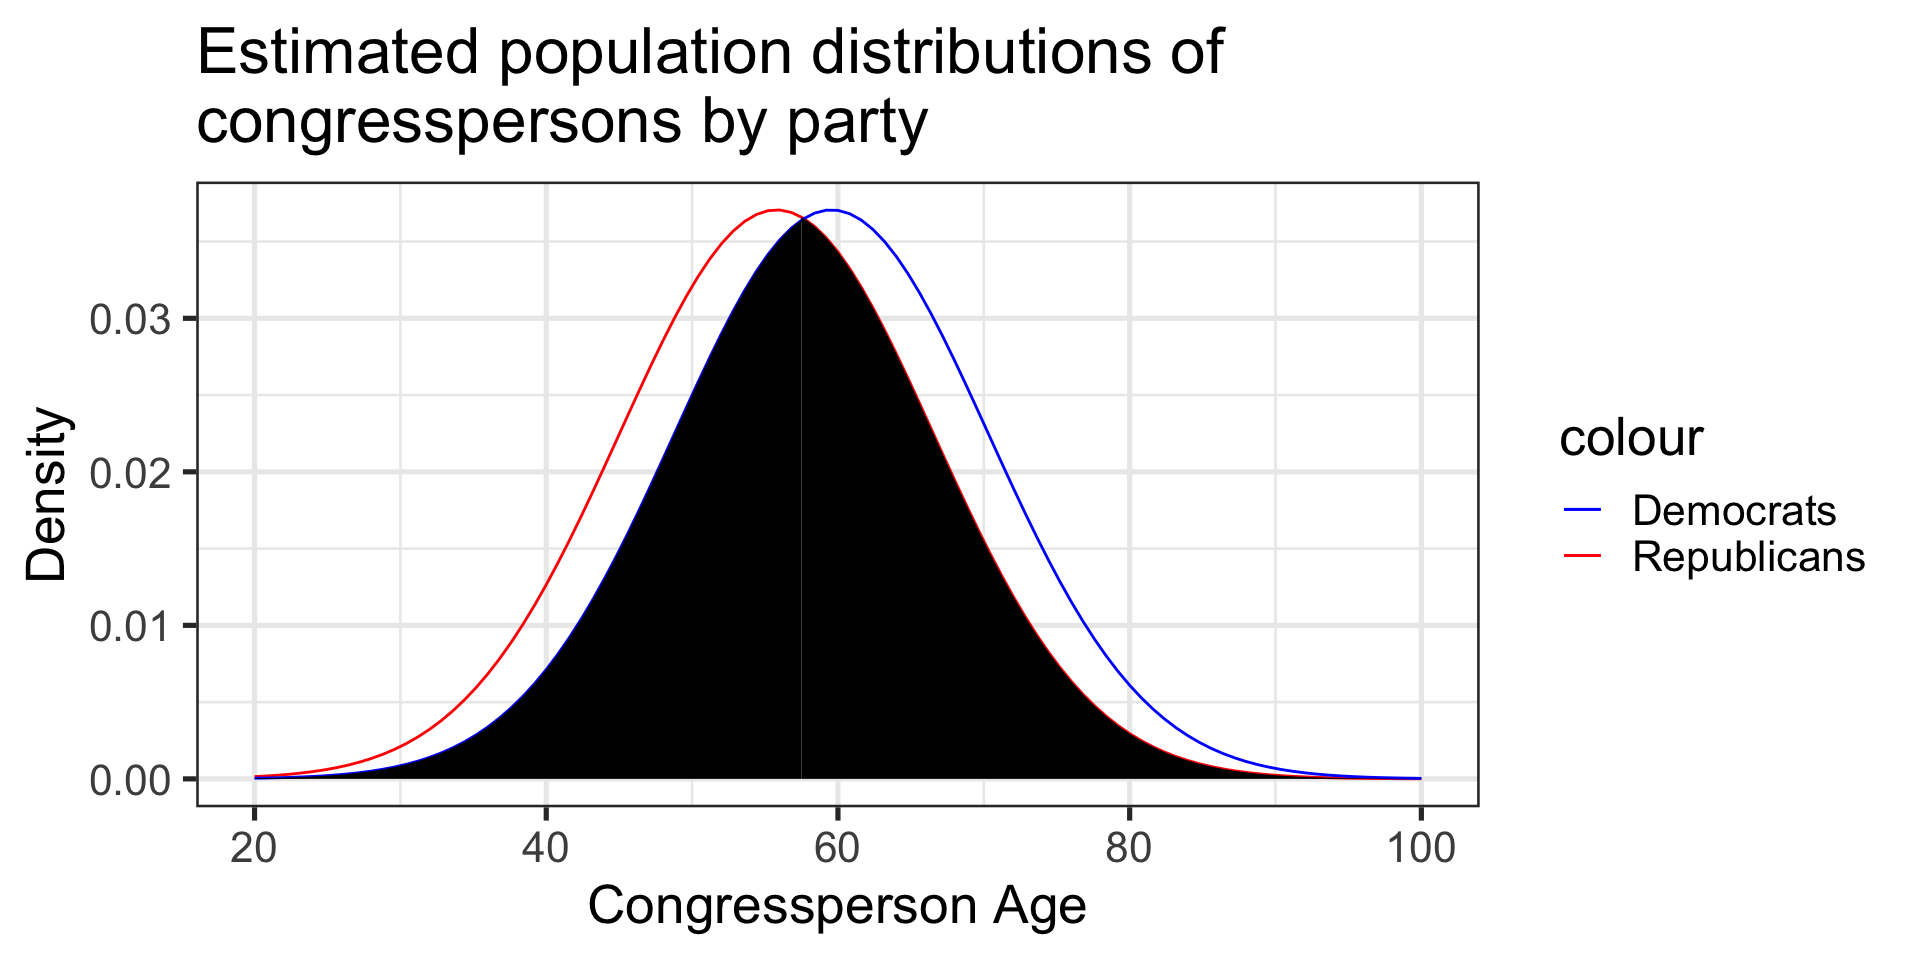 Estimated population distributions of
congresspersons by party
Density
0.03
0.02
0.01
0.00
20 40 60 80 100
Congressperson Age
colour
Democrats
Republicans